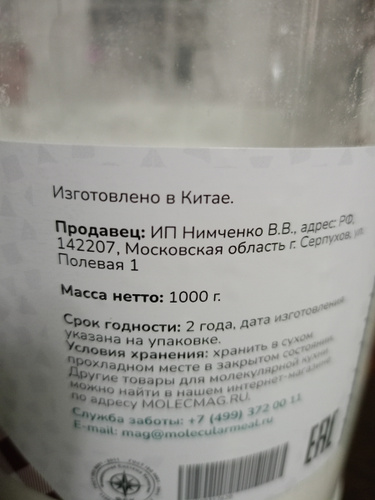 Изготовлено в Китае.
Продавец: ИП Нимченко В.В., адрес: РФ,
142207, Московская область г. Серпухов, ул.
Полевая 1
Масса нетто: 1000 г.
Срок годности: 2 года, дата изготовления
указана на упаковке.
Условия хранения: хранить в сухом
прохладном месте в закрытом состоянии.
Другие товары для молекулярной кухни
можно найти в нашем интернет-магазине
по адресу MOLECMAG.RU.
Служба заботы: +7 (499) 372 00 11
E-mail: mag@molecularmeal.ru
EAC